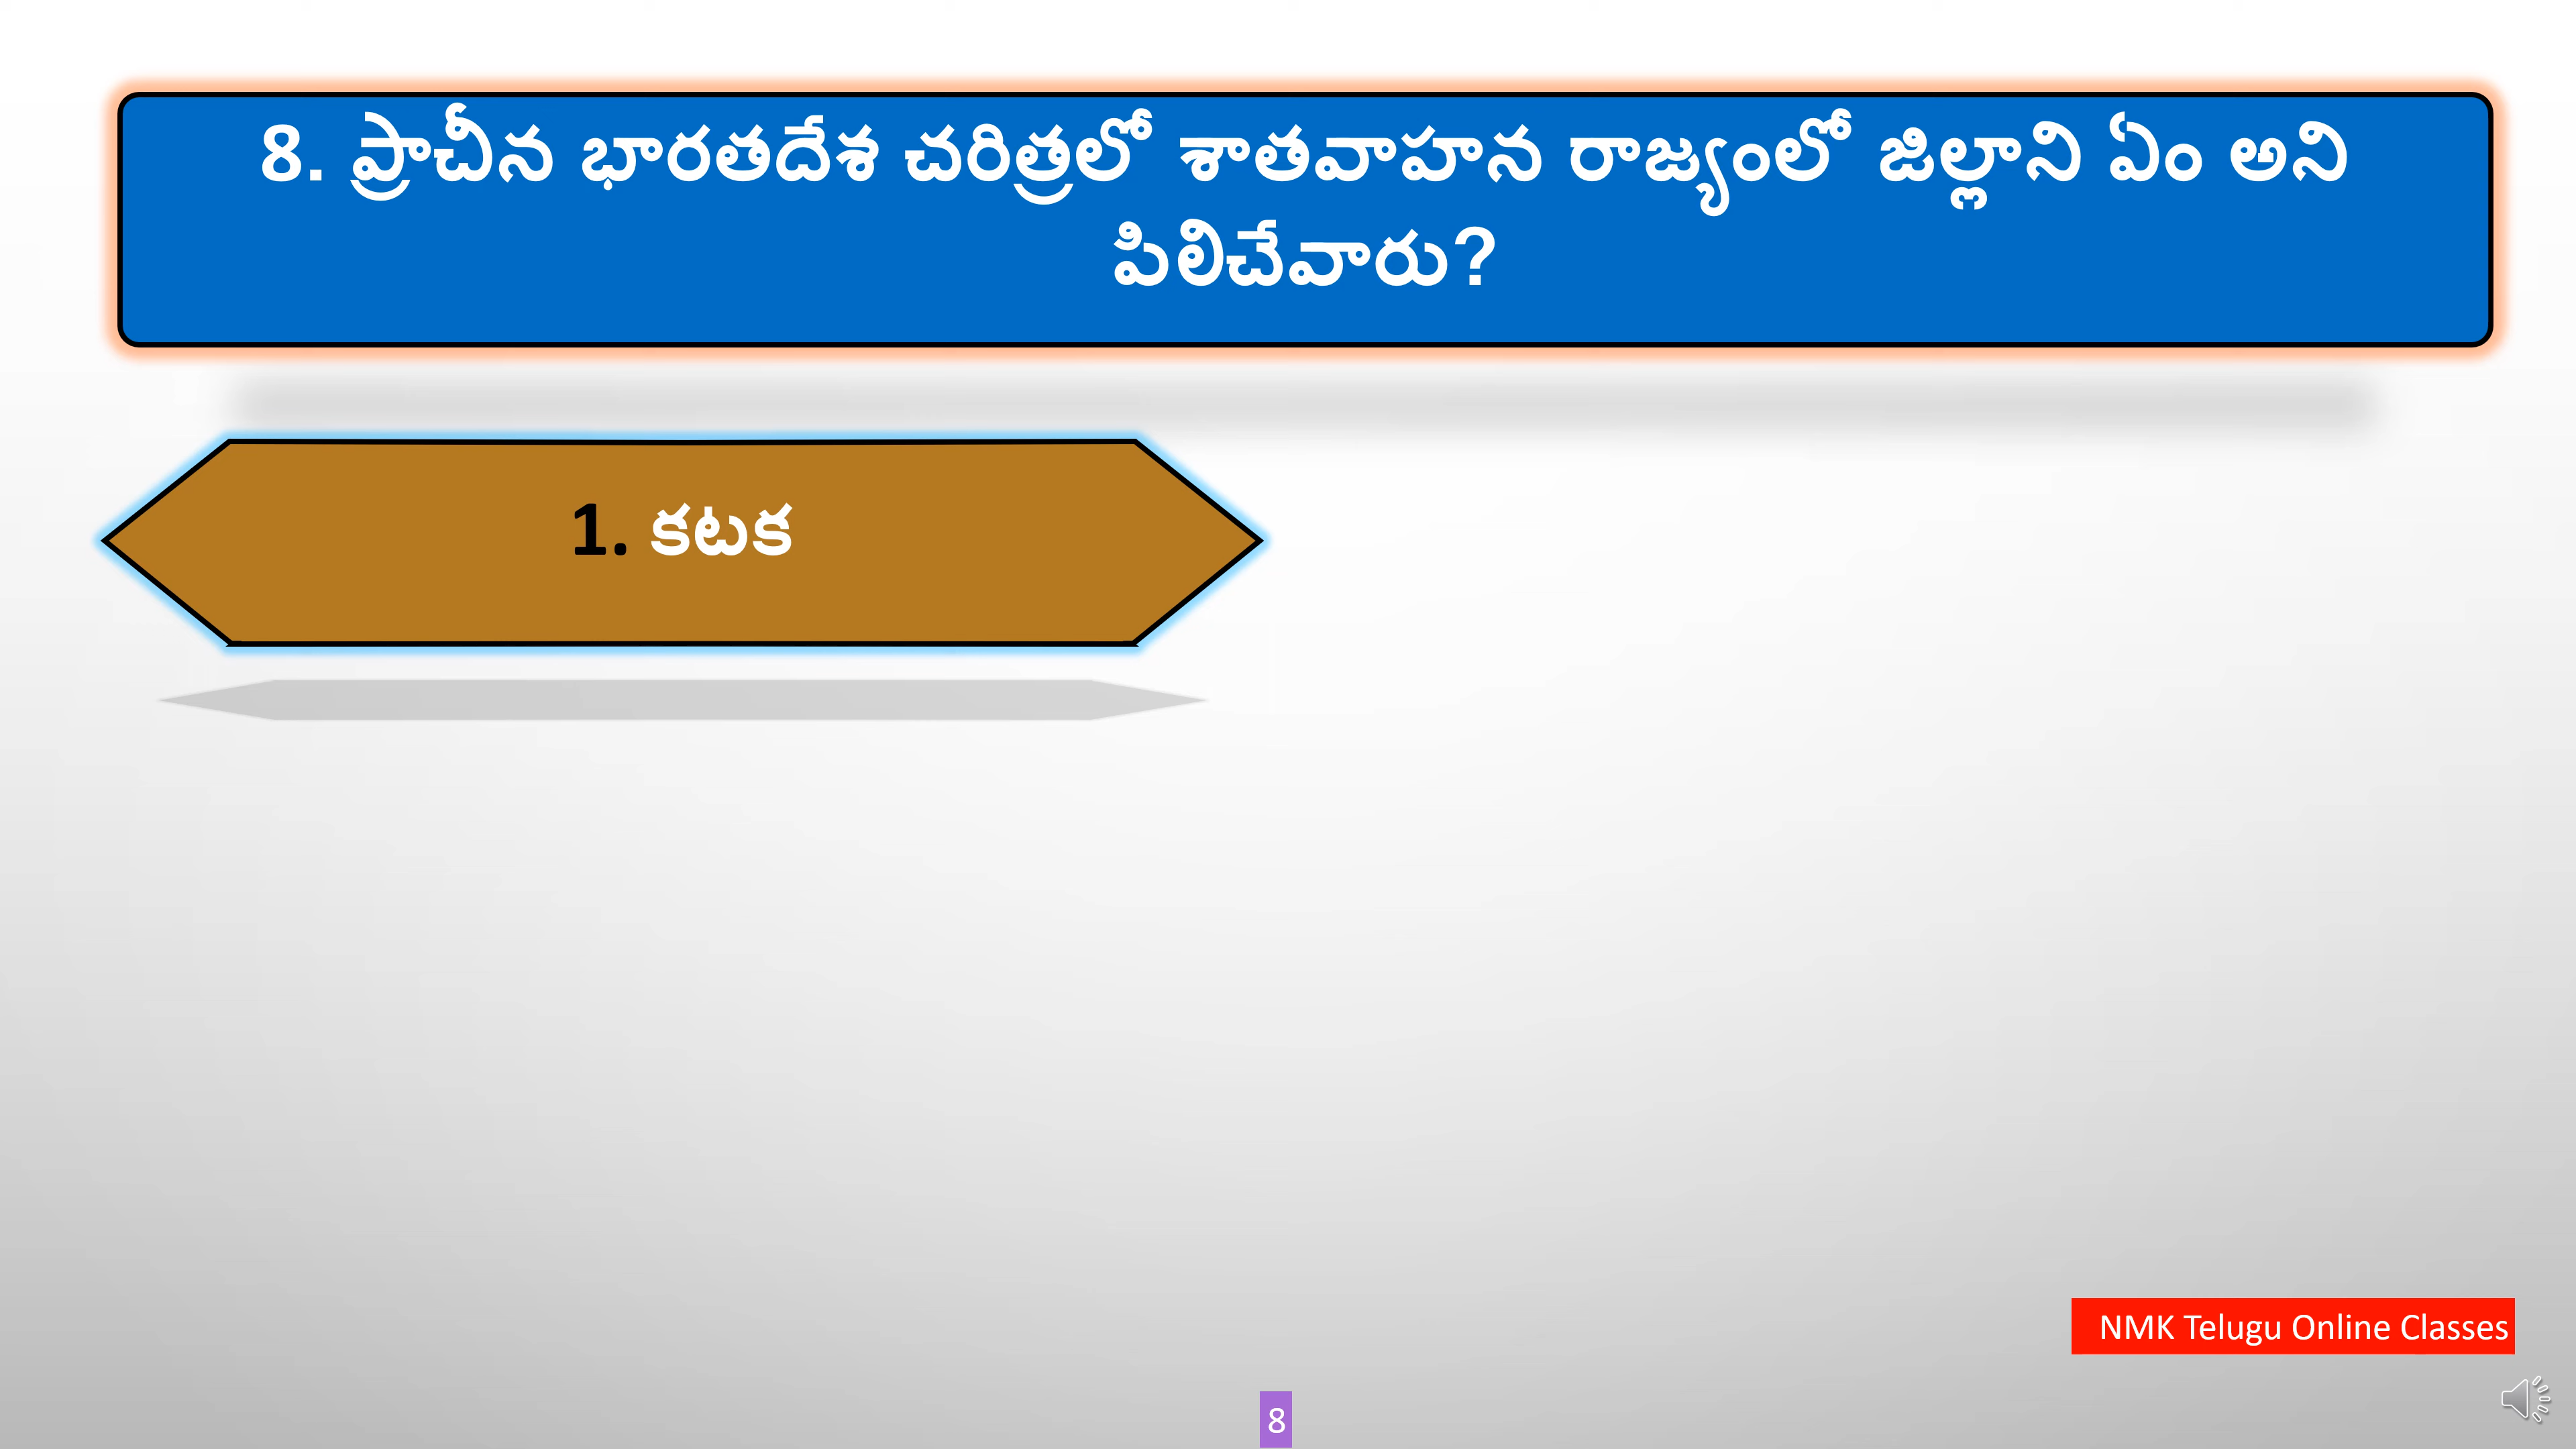 8. ప్రాచీన భారతదేశ చరిత్రలో శాతవాహన రాజ్యంలో జిల్లాని ఏం అని
పిలిచేవారు?
1. కటక
NMK Telugu Online Classes
8